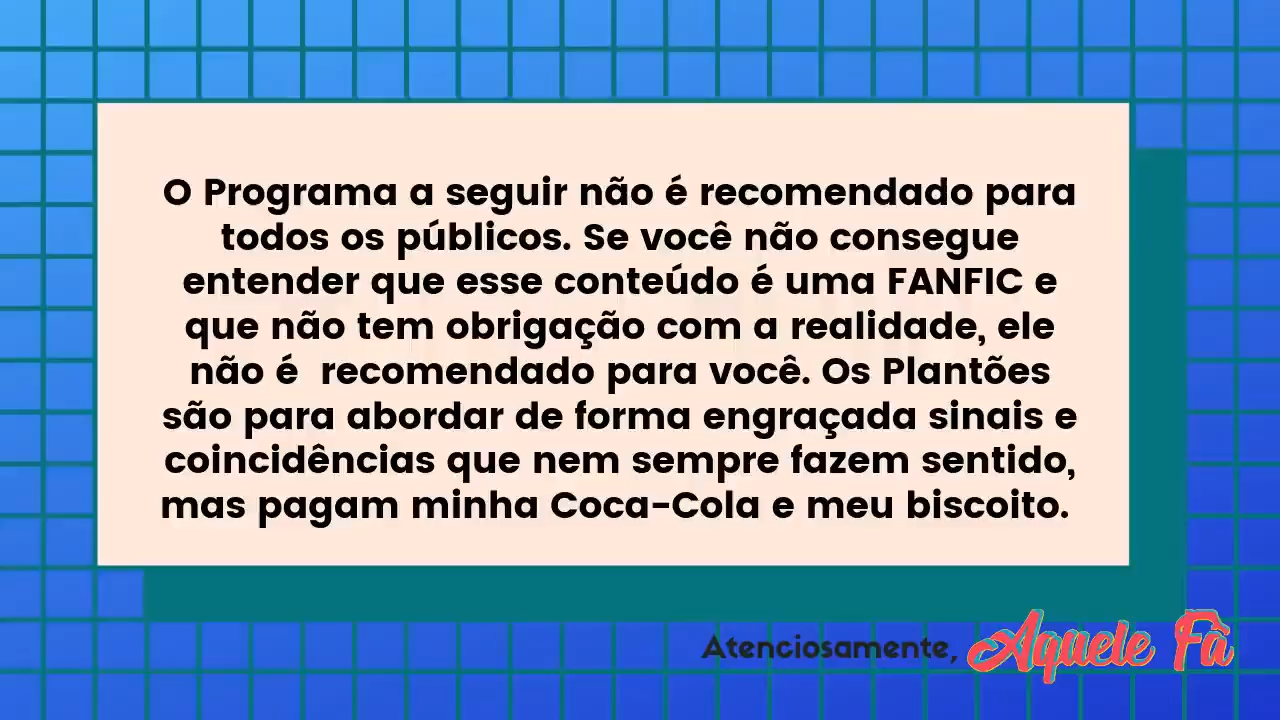 O Programa a seguir não é recomendado para
todos os públicos. Se você não consegue
entender que esse conteúdo é uma FANFIC e
que não tem obrigação com a realidade, ele
não é  recomendado para você. Os Plantões
são para abordar de forma engraçada sinais e
coincidências que nem sempre fazem sentido,
mas pagam minha Coca-Cola e meu biscoito.
Atenciosamente, Aquele Fã